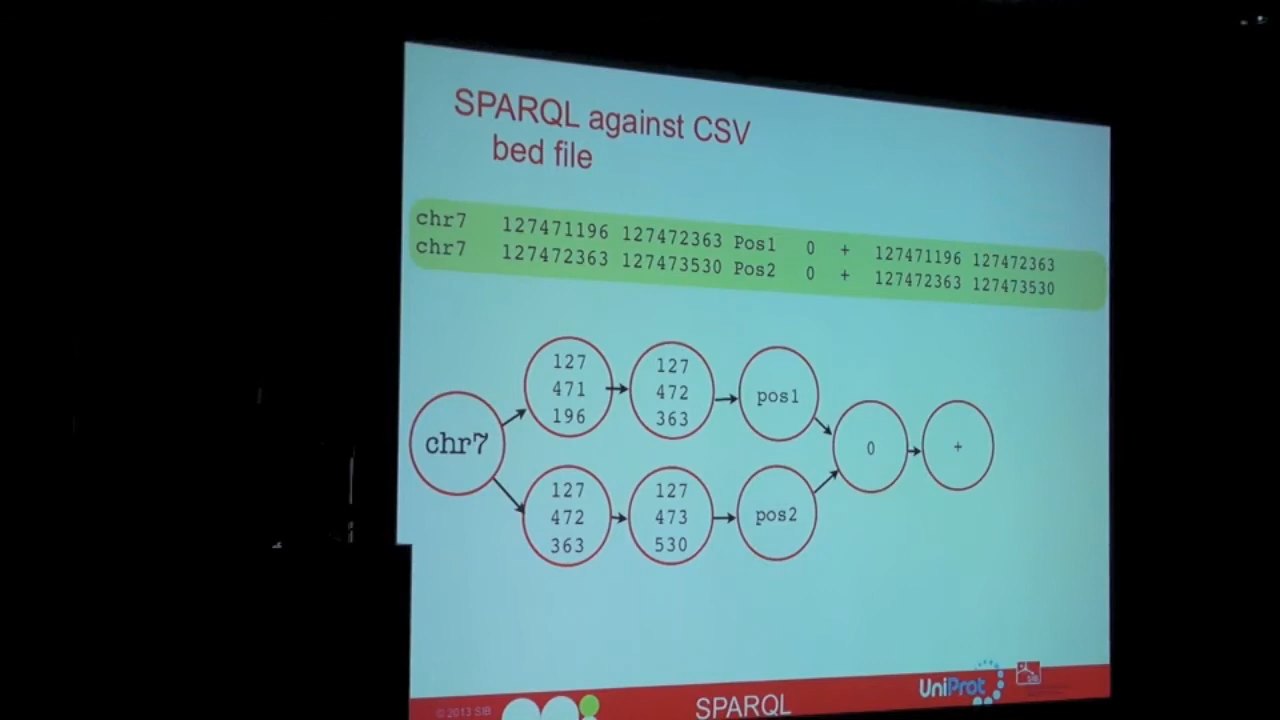 SPARQL against CSV
bed file
chr7 127471196 127472363 Pos1 0 + 127471196 127472363
chr7 127472363 127473530 Pos2 0 + 127472363 127473530
chr7
127
471
196
127
472
363
pos1
127
472
363
127
473
530
pos2
0
+
© 2013 SIB
SPARQL
UniProt
SIB